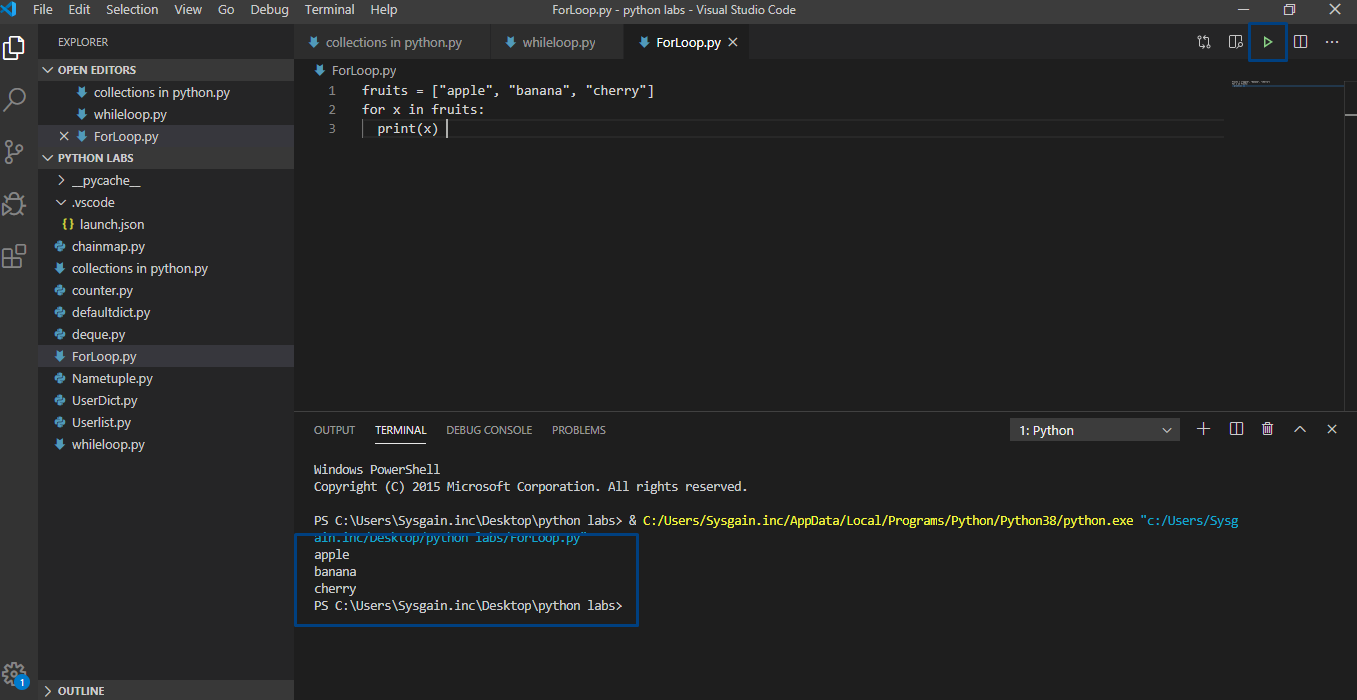 File Edit Selection View Go Debug Terminal Help
ForLoop.py - python labs - Visual Studio Code
EXPLORER
OPEN EDITORS
collections in python.py
whileloop.py
ForLoop.py
PYTHON LABS
__pycache__
.vscode
{} launch.json
chainmap.py
collections in python.py
counter.py
defaultdict.py
deque.py
ForLoop.py
Nametuple.py
UserDict.py
Userlist.py
whileloop.py
OUTLINE
1
collections in python.py whileloop.py ForLoop.py
ForLoop.py
1 fruits = ["apple", "banana", "cherry"]
2 for x in fruits:
3 print(x)
OUTPUT TERMINAL DEBUG CONSOLE PROBLEMS
1: Python
Windows PowerShell
Copyright (C) 2015 Microsoft Corporation. All rights reserved.
PS C:\Users\Sysgain.inc\Desktop\python labs> & C:/Users/Sysgain.inc/AppData/Local/Programs/Python/Python38/python.exe "c:/Users/Sysg
ain.inc/Desktop/python labs/ForLoop.py"
apple
banana
cherry
PS C:\Users\Sysgain.inc\Desktop\python labs>